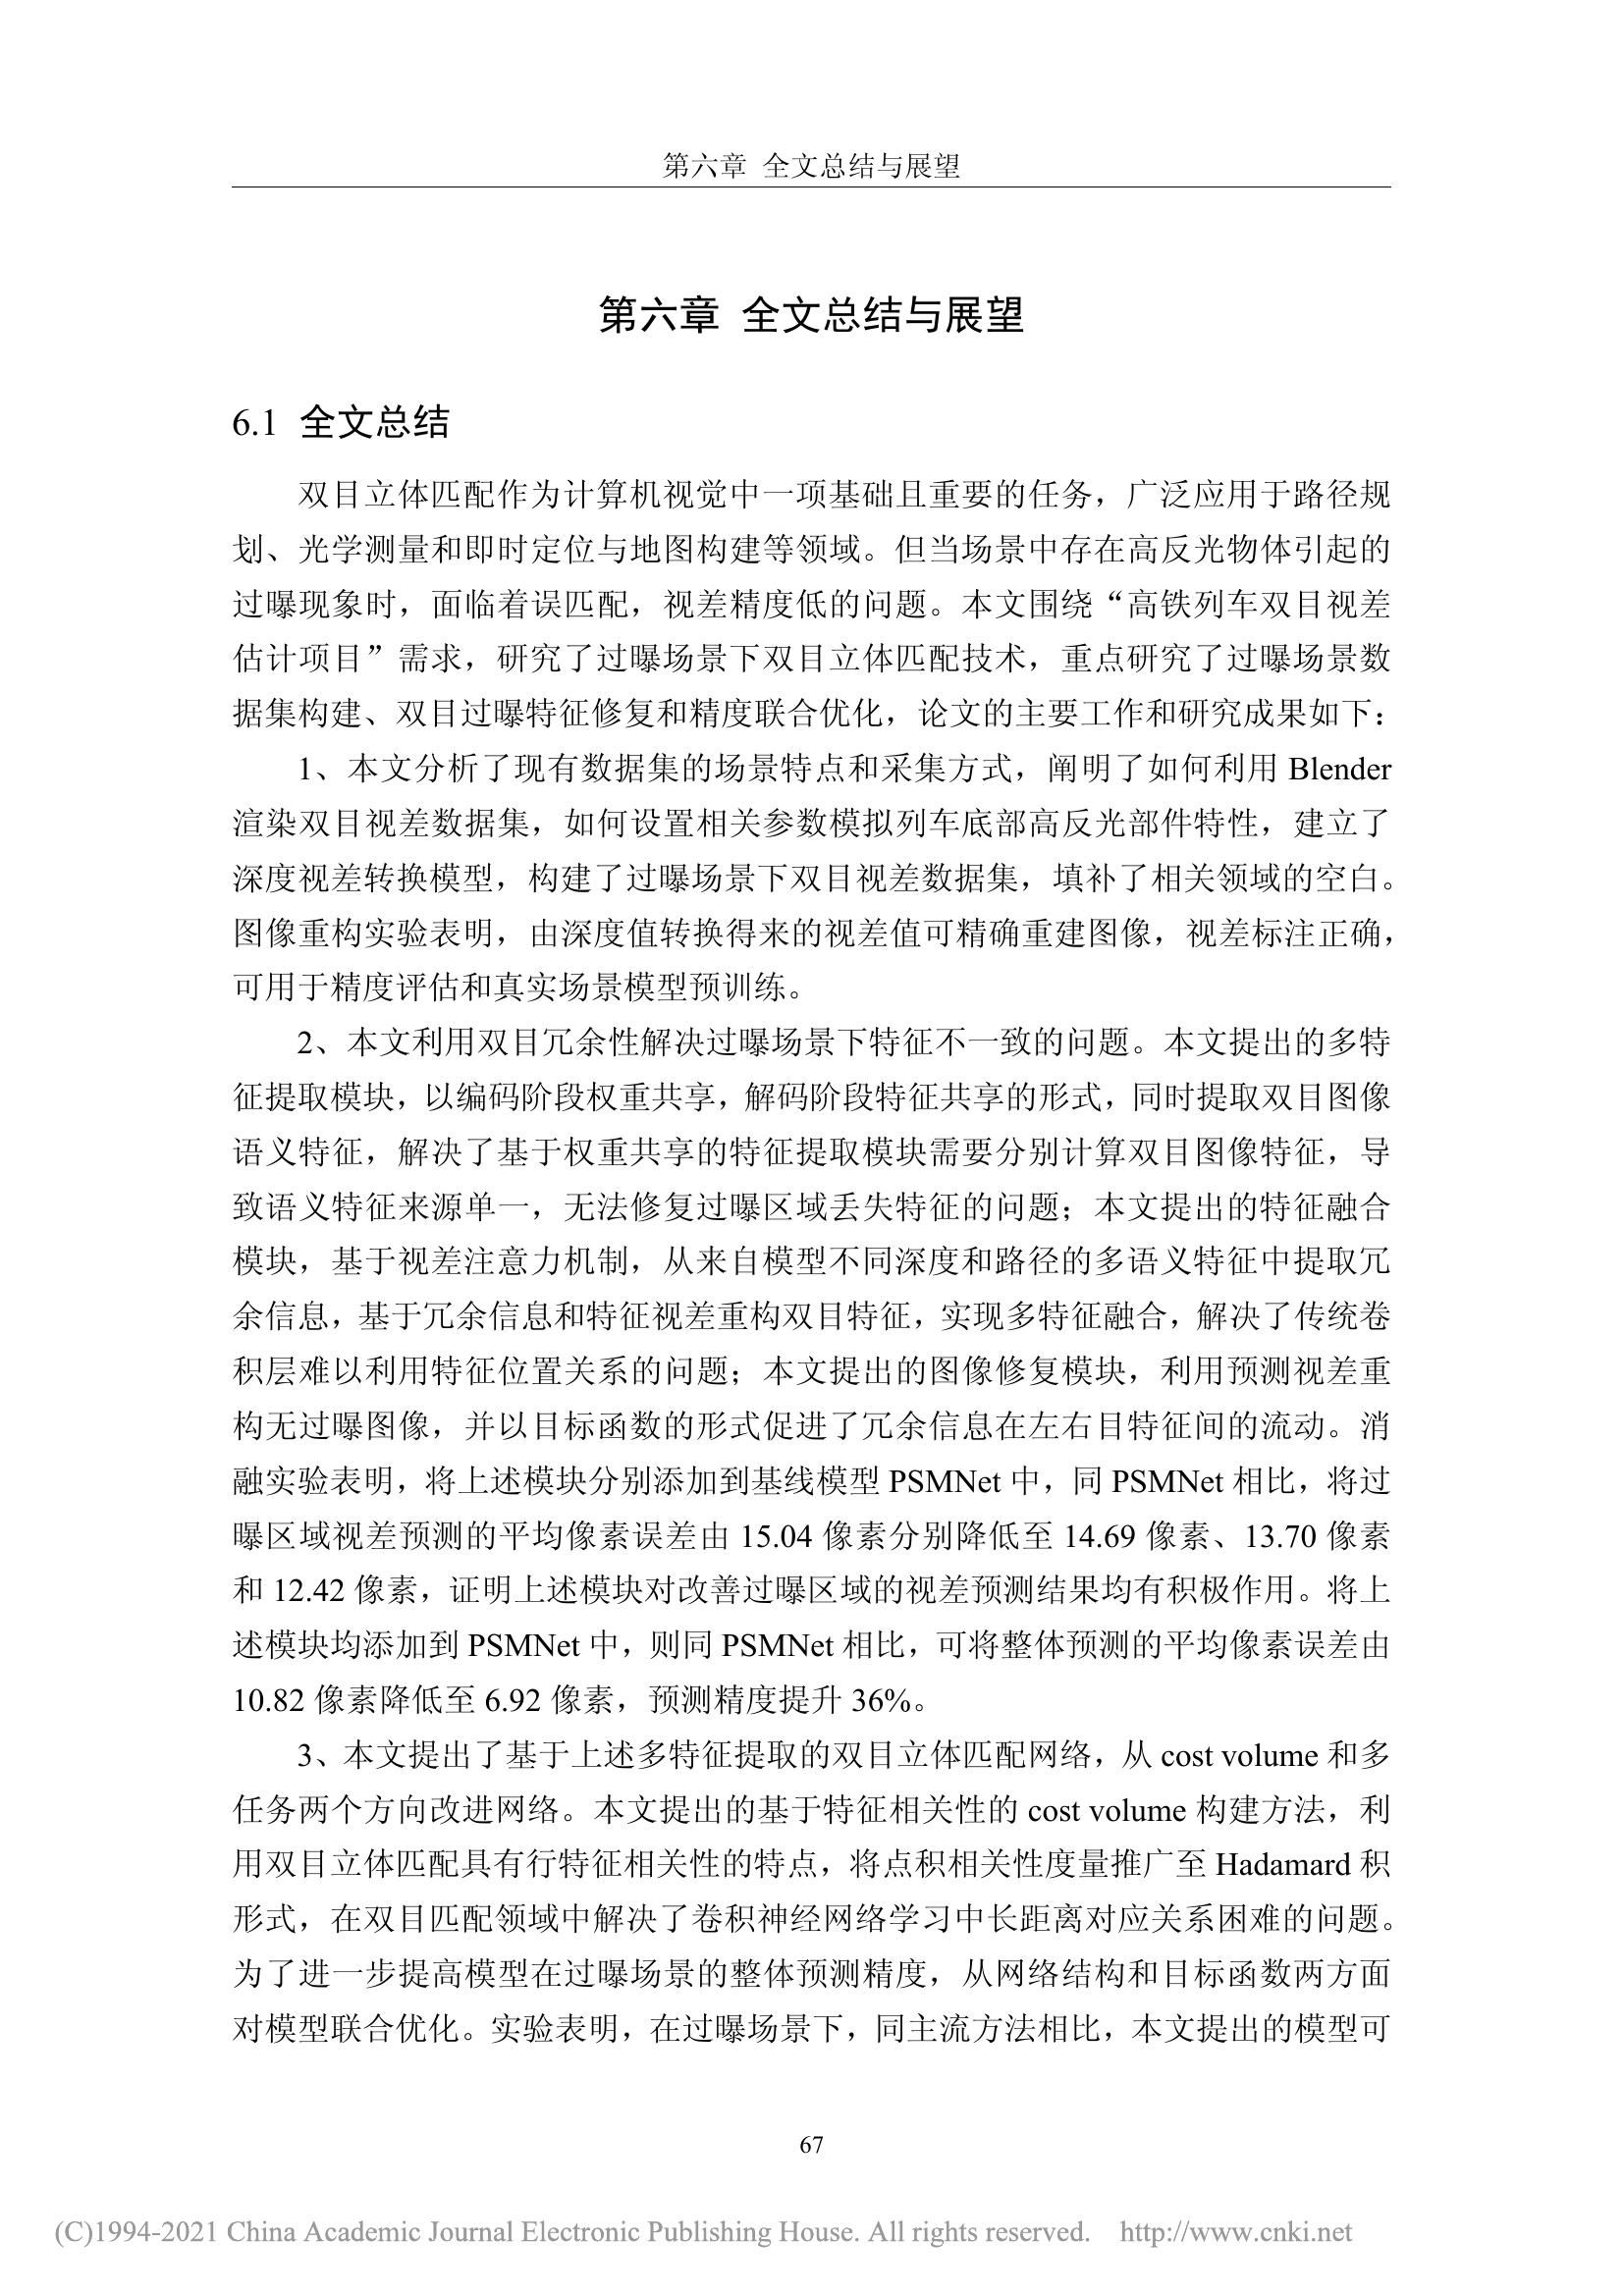 第六章 全文总结与展望
第六章 全文总结与展望
6.1 全文总结
双目立体匹配作为计算机视觉中一项基础且重要的任务，广泛应用于路径规
划、光学测量和即时定位与地图构建等领域。但当场景中存在高反光物体引起的
过曝现象时，面临着误匹配，视差精度低的问题。本文围绕“高铁列车双目视差
估计项目”需求，研究了过曝场景下双目立体匹配技术，重点研究了过曝场景数
据集构建、双目过曝特征修复和精度联合优化，论文的主要工作和研究成果如下：
1、本文分析了现有数据集的场景特点和采集方式，阐明了如何利用 Blender
渲染双目视差数据集，如何设置相关参数模拟列车底部高反光部件特性，建立了
深度视差转换模型，构建了过曝场景下双目视差数据集，填补了相关领域的空白。
图像重构实验表明，由深度值转换得来的视差值可精确重建图像，视差标注正确，
可用于精度评估和真实场景模型预训练。
2、本文利用双目冗余性解决过曝场景下特征不一致的问题。本文提出的多特
征提取模块，以编码阶段权重共享，解码阶段特征共享的形式，同时提取双目图像
语义特征，解决了基于权重共享的特征提取模块需要分别计算双目图像特征，导
致语义特征来源单一，无法修复过曝区域丢失特征的问题；本文提出的特征融合
模块，基于视差注意力机制，从来自模型不同深度和路径的多语义特征中提取冗
余信息，基于冗余信息和特征视差重构双目特征，实现多特征融合，解决了传统卷
积层难以利用特征位置关系的问题；本文提出的图像修复模块，利用预测视差重
构无过曝图像，并以目标函数的形式促进了冗余信息在左右目特征间的流动。消
融实验表明，将上述模块分别添加到基线模型 PSMNet 中，同 PSMNet 相比，将过
曝区域视差预测的平均像素误差由 15.04 像素分别降低至 14.69 像素、13.70 像素
和 12.42 像素，证明上述模块对改善过曝区域的视差预测结果均有积极作用。将上
述模块均添加到 PSMNet 中，则同 PSMNet 相比，可将整体预测的平均像素误差由
10.82 像素降低至 6.92 像素，预测精度提升 36%。
3、本文提出了基于上述多特征提取的双目立体匹配网络，从 cost volume 和多
任务两个方向改进网络。本文提出的基于特征相关性的 cost volume 构建方法，利
用双目立体匹配具有行特征相关性的特点，将点积相关性度量推广至 Hadamard 积
形式，在双目匹配领域中解决了卷积神经网络学习中长距离对应关系困难的问题。
为了进一步提高模型在过曝场景的整体预测精度，从网络结构和目标函数两方面
对模型联合优化。实验表明，在过曝场景下，同主流方法相比，本文提出的模型可
67
(C)1994-2021 China Academic Journal Electronic Publishing House. All rights reserved. http://www.cnki.net